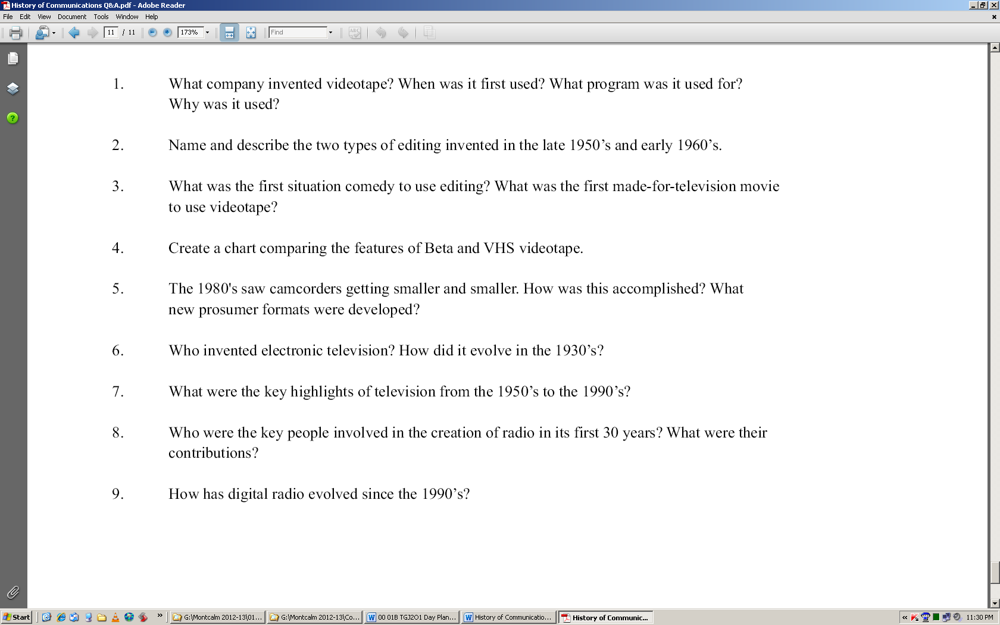 History of Communications Q&A.pdf - Adobe Reader
File Edit View Document Tools Window Help
11 / 11 173% Find
1. What company invented videotape? When was it first used? What program was it used for?
Why was it used?
2. Name and describe the two types of editing invented in the late 1950’s and early 1960’s.
3. What was the first situation comedy to use editing? What was the first made-for-television movie
to use videotape?
4. Create a chart comparing the features of Beta and VHS videotape.
5. The 1980's saw camcorders getting smaller and smaller. How was this accomplished? What
new prosumer formats were developed?
6. Who invented electronic television? How did it evolve in the 1930’s?
7. What were the key highlights of television from the 1950’s to the 1990’s?
8. Who were the key people involved in the creation of radio in its first 30 years? What were their
contributions?
9. How has digital radio evolved since the 1990’s?
Start G:\Montcalm 2012-13\01... G:\Montcalm 2012-13\Co... 00 01B TGJ2O1 Day Plan... History of Communicatio... History of Communic... 11:30 PM